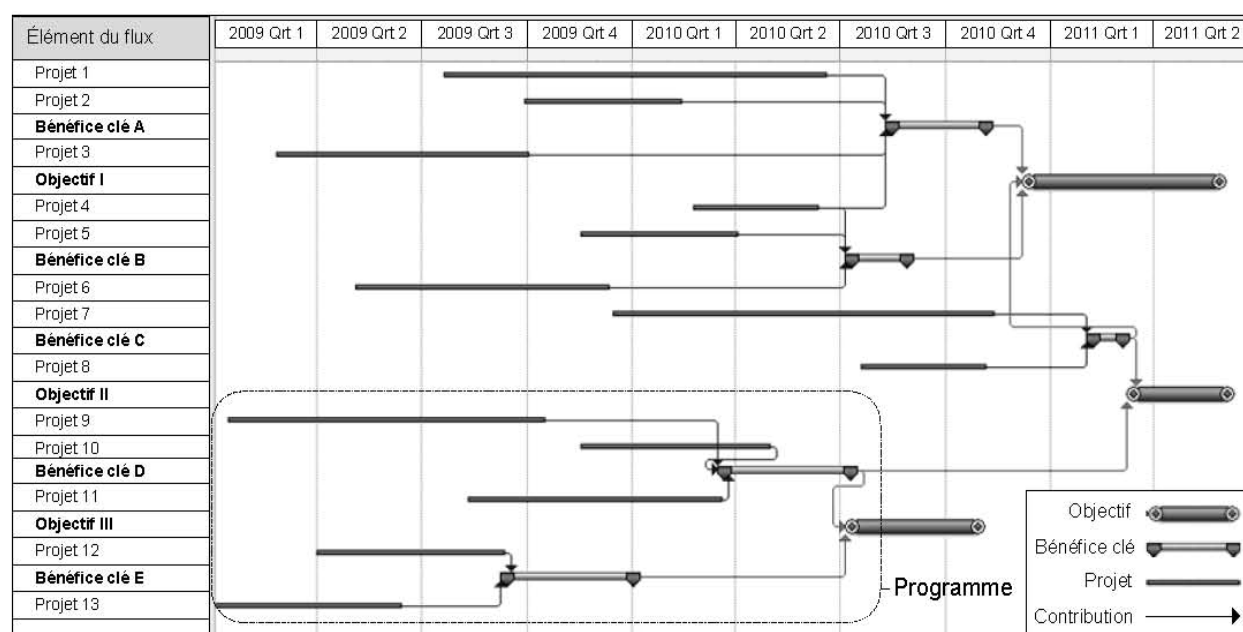 Élément du flux
2009 Qrt 1
2009 Qrt 2
2009 Qrt 3
2009 Qrt 4
2010 Qrt 1
2010 Qrt 2
2010 Qrt 3
2010 Qrt 4
2011 Qrt 1
2011 Qrt 2
Projet 1
Projet 2
Bénéfice clé A
Projet 3
Objectif I
Projet 4
Projet 5
Bénéfice clé B
Projet 6
Projet 7
Bénéfice clé C
Projet 8
Objectif II
Projet 9
Projet 10
Bénéfice clé D
Projet 11
Objectif III
Projet 12
Bénéfice clé E
Projet 13
Programme
Objectif
Bénéfice clé
Projet
Contribution